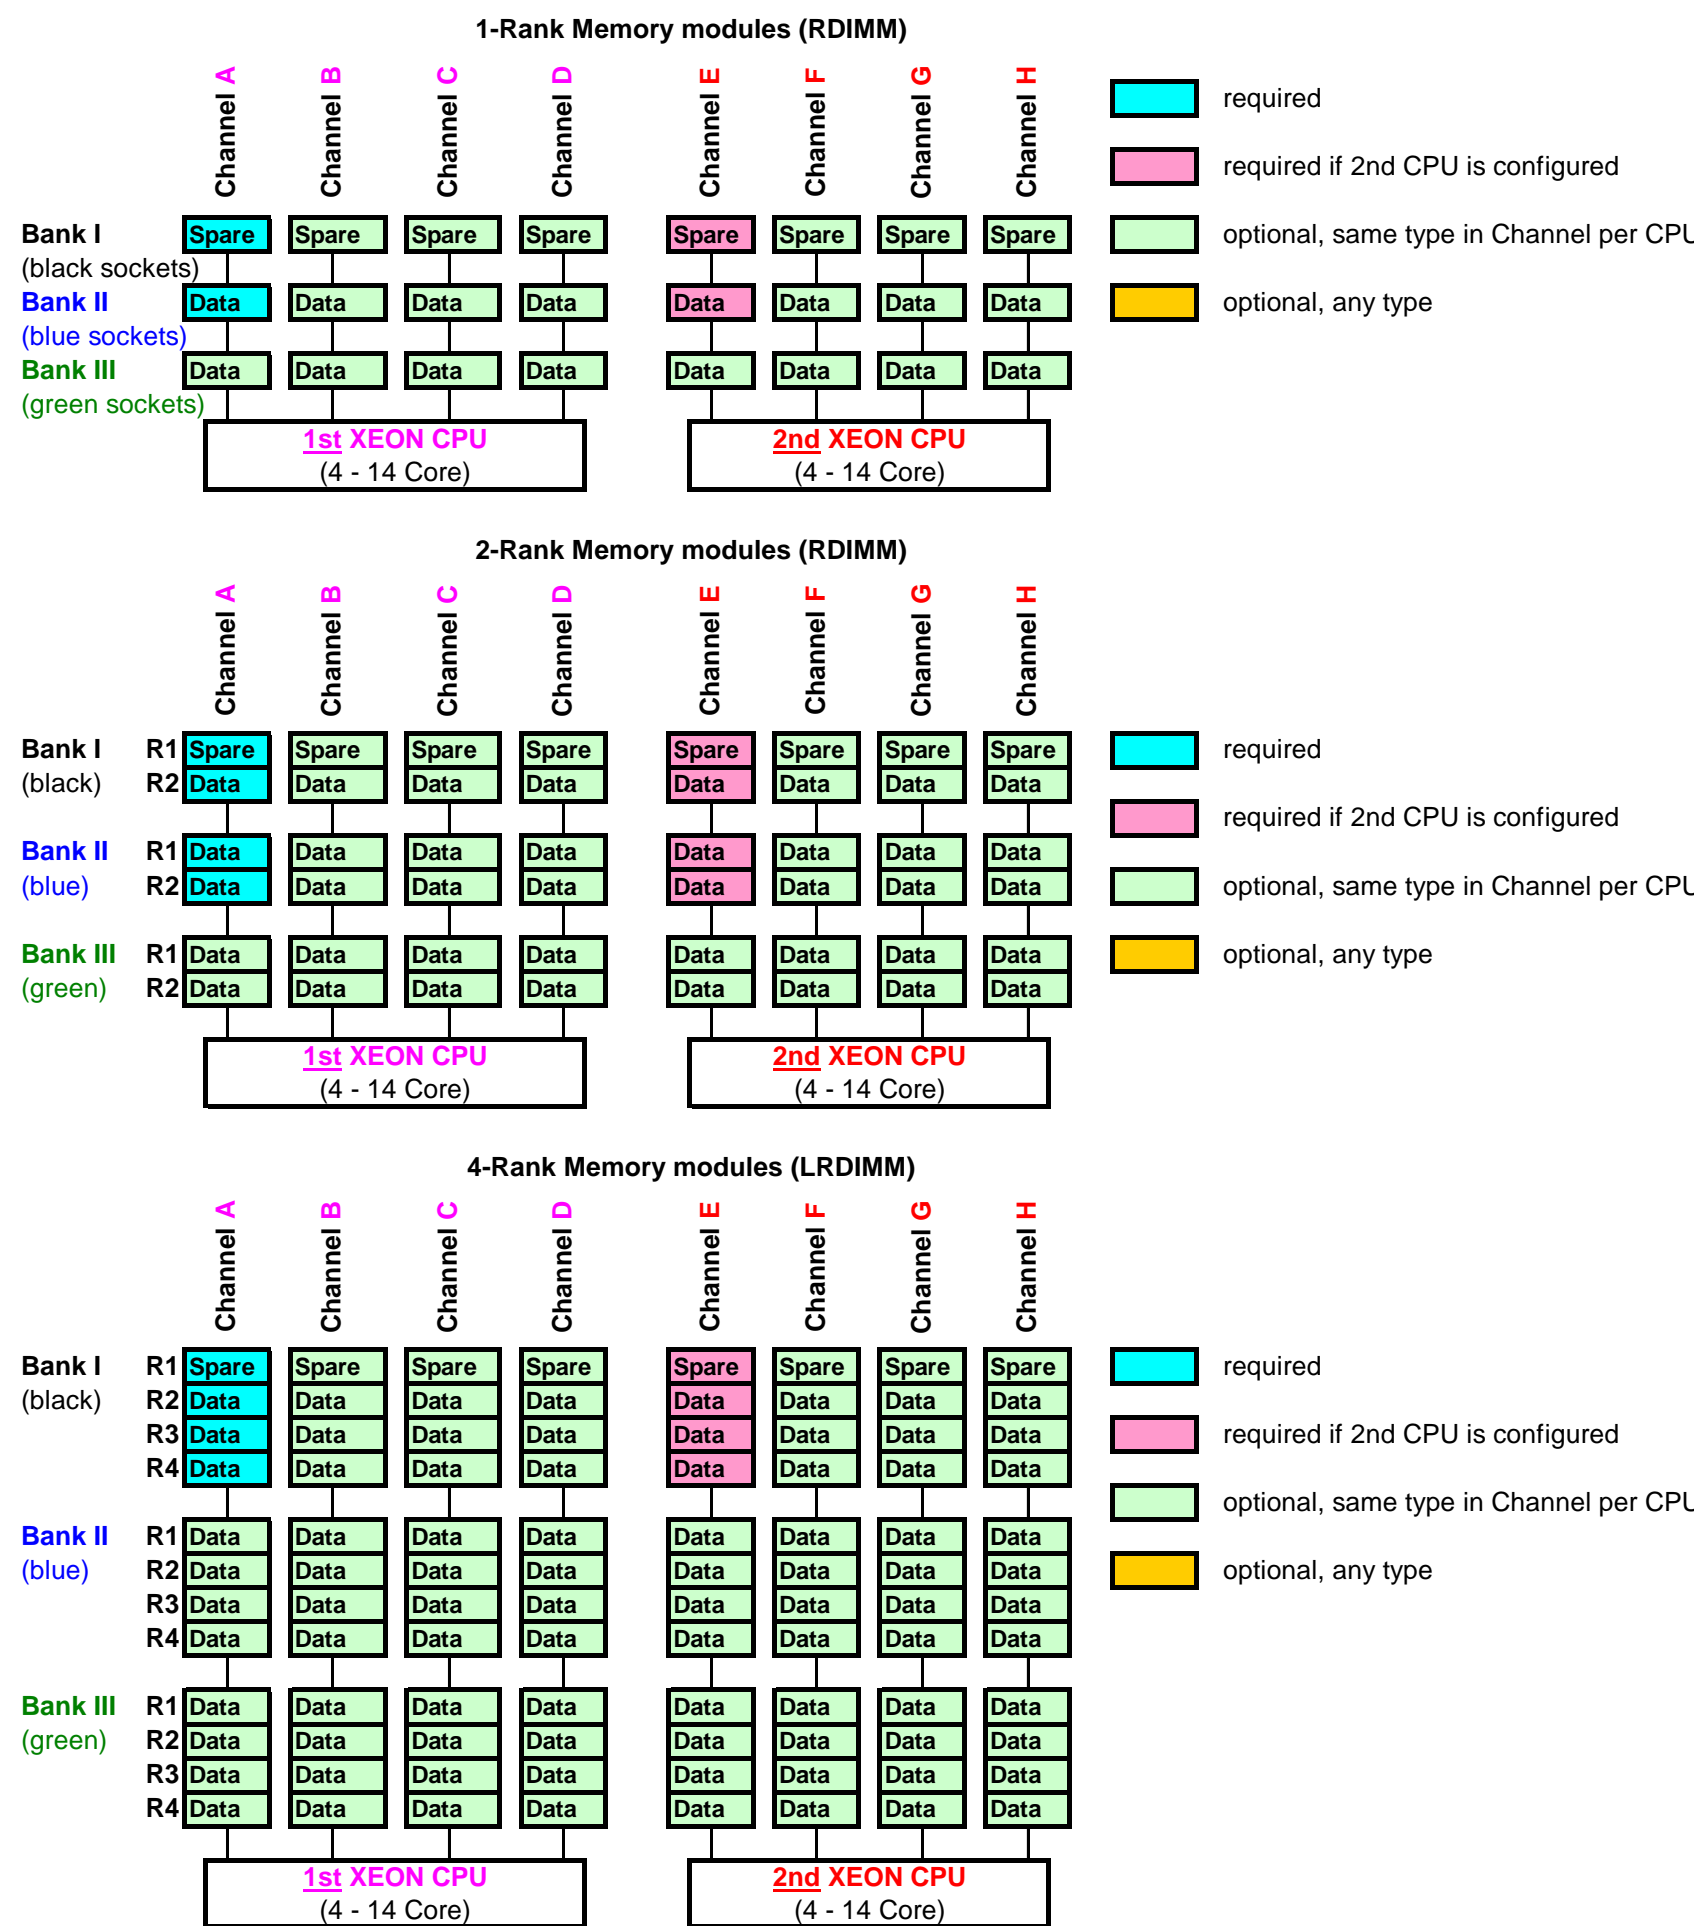 1-Rank Memory modules (RDIMM)
Channel A Channel B Channel C Channel D Channel E Channel F Channel G Channel H
required
required if 2nd CPU is configured
Bank I Spare Spare Spare Spare Spare Spare Spare Spare optional, same type in Channel per CPU
(black sockets)
Bank II Data Data Data Data Data Data Data Data optional, any type
(blue sockets)
Bank III Data Data Data Data Data Data Data Data
(green sockets)
1st XEON CPU 2nd XEON CPU
(4 - 14 Core) (4 - 14 Core)
2-Rank Memory modules (RDIMM)
Channel A Channel B Channel C Channel D Channel E Channel F Channel G Channel H
Bank I R1 Spare Spare Spare Spare Spare Spare Spare Spare required
(black) R2 Data Data Data Data Data Data Data Data
required if 2nd CPU is configured
Bank II R1 Data Data Data Data Data Data Data Data
(blue) R2 Data Data Data Data Data Data Data Data optional, same type in Channel per CPU
Bank III R1 Data Data Data Data Data Data Data Data optional, any type
(green) R2 Data Data Data Data Data Data Data Data
1st XEON CPU 2nd XEON CPU
(4 - 14 Core) (4 - 14 Core)
4-Rank Memory modules (LRDIMM)
Channel A Channel B Channel C Channel D Channel E Channel F Channel G Channel H
Bank I R1 Spare Spare Spare Spare Spare Spare Spare Spare required
(black) R2 Data Data Data Data Data Data Data Data
R3 Data Data Data Data Data Data Data Data required if 2nd CPU is configured
R4 Data Data Data Data Data Data Data Data
optional, same type in Channel per CPU
Bank II R1 Data Data Data Data Data Data Data Data
(blue) R2 Data Data Data Data Data Data Data Data optional, any type
R3 Data Data Data Data Data Data Data Data
R4 Data Data Data Data Data Data Data Data
Bank III R1 Data Data Data Data Data Data Data Data
(green) R2 Data Data Data Data Data Data Data Data
R3 Data Data Data Data Data Data Data Data
R4 Data Data Data Data Data Data Data Data
1st XEON CPU 2nd XEON CPU
(4 - 14 Core) (4 - 14 Core)